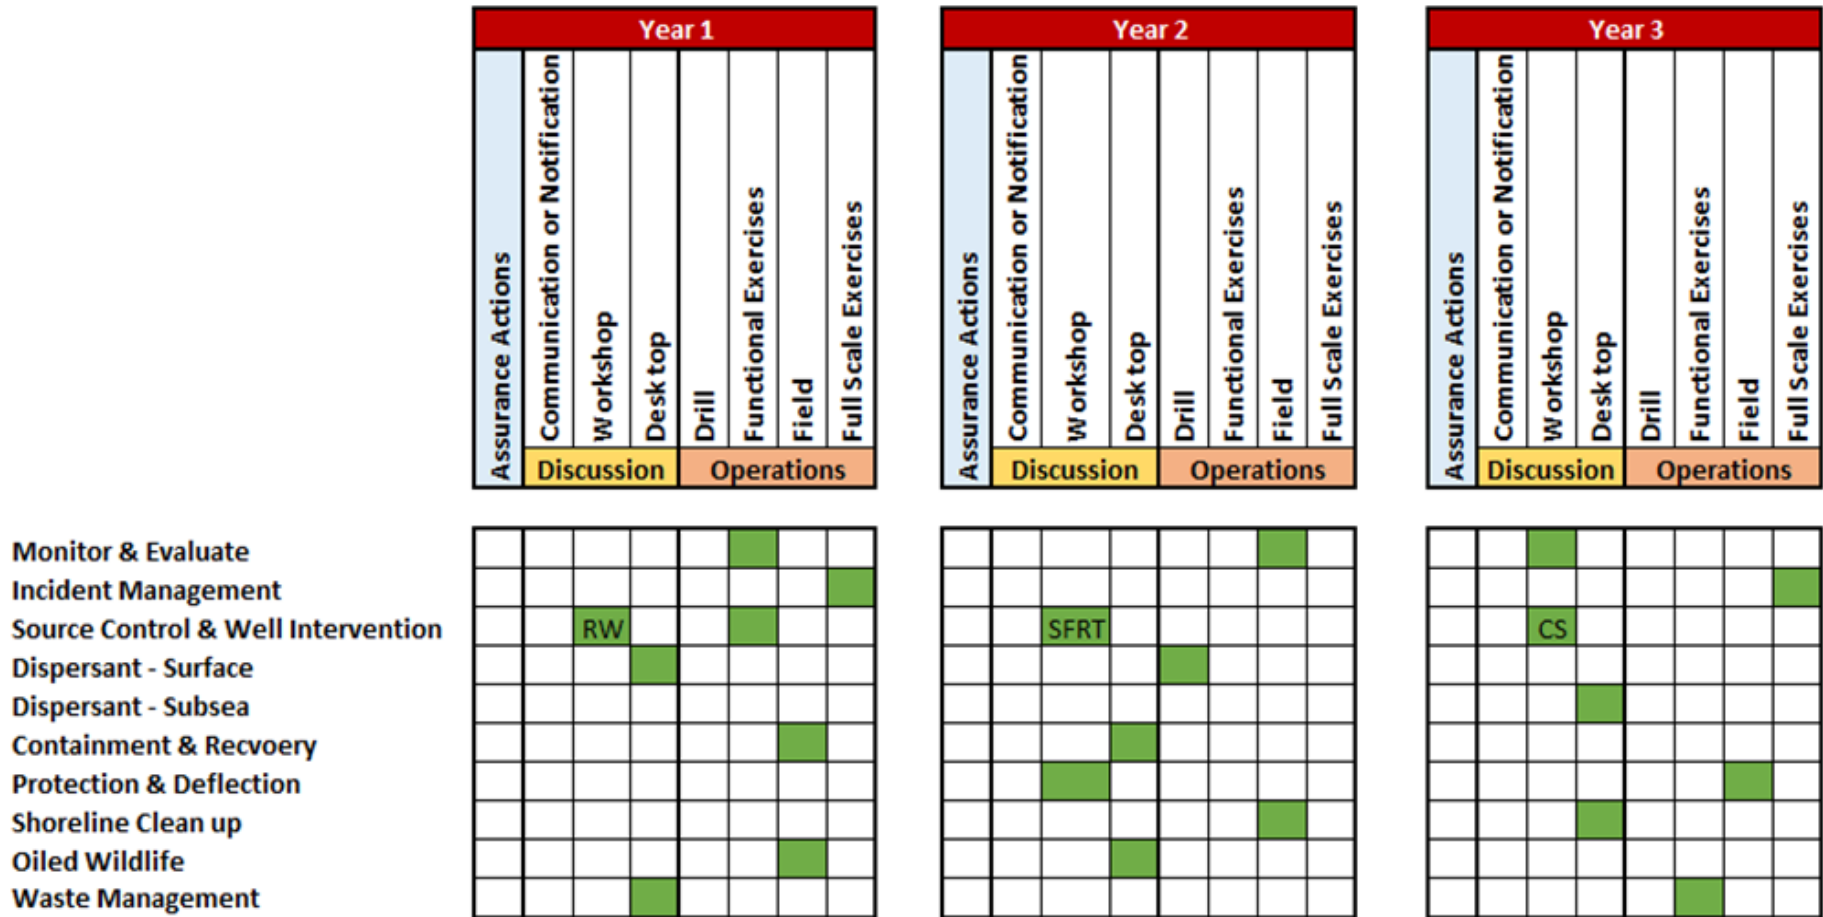 Year 1
Assurance Actions
Communication or Notification
Workshop
Desk top
Drill
Functional Exercises
Field
Full Scale Exercises
Discussion
Operations
Year 2
Assurance Actions
Communication or Notification
Workshop
Desk top
Drill
Functional Exercises
Field
Full Scale Exercises
Discussion
Operations
Year 3
Assurance Actions
Communication or Notification
Workshop
Desk top
Drill
Functional Exercises
Field
Full Scale Exercises
Discussion
Operations
Monitor & Evaluate
Incident Management
Source Control & Well Intervention RW SFRT CS
Dispersant - Surface
Dispersant - Subsea
Containment & Recvoery
Protection & Deflection
Shoreline Clean up
Oiled Wildlife
Waste Management